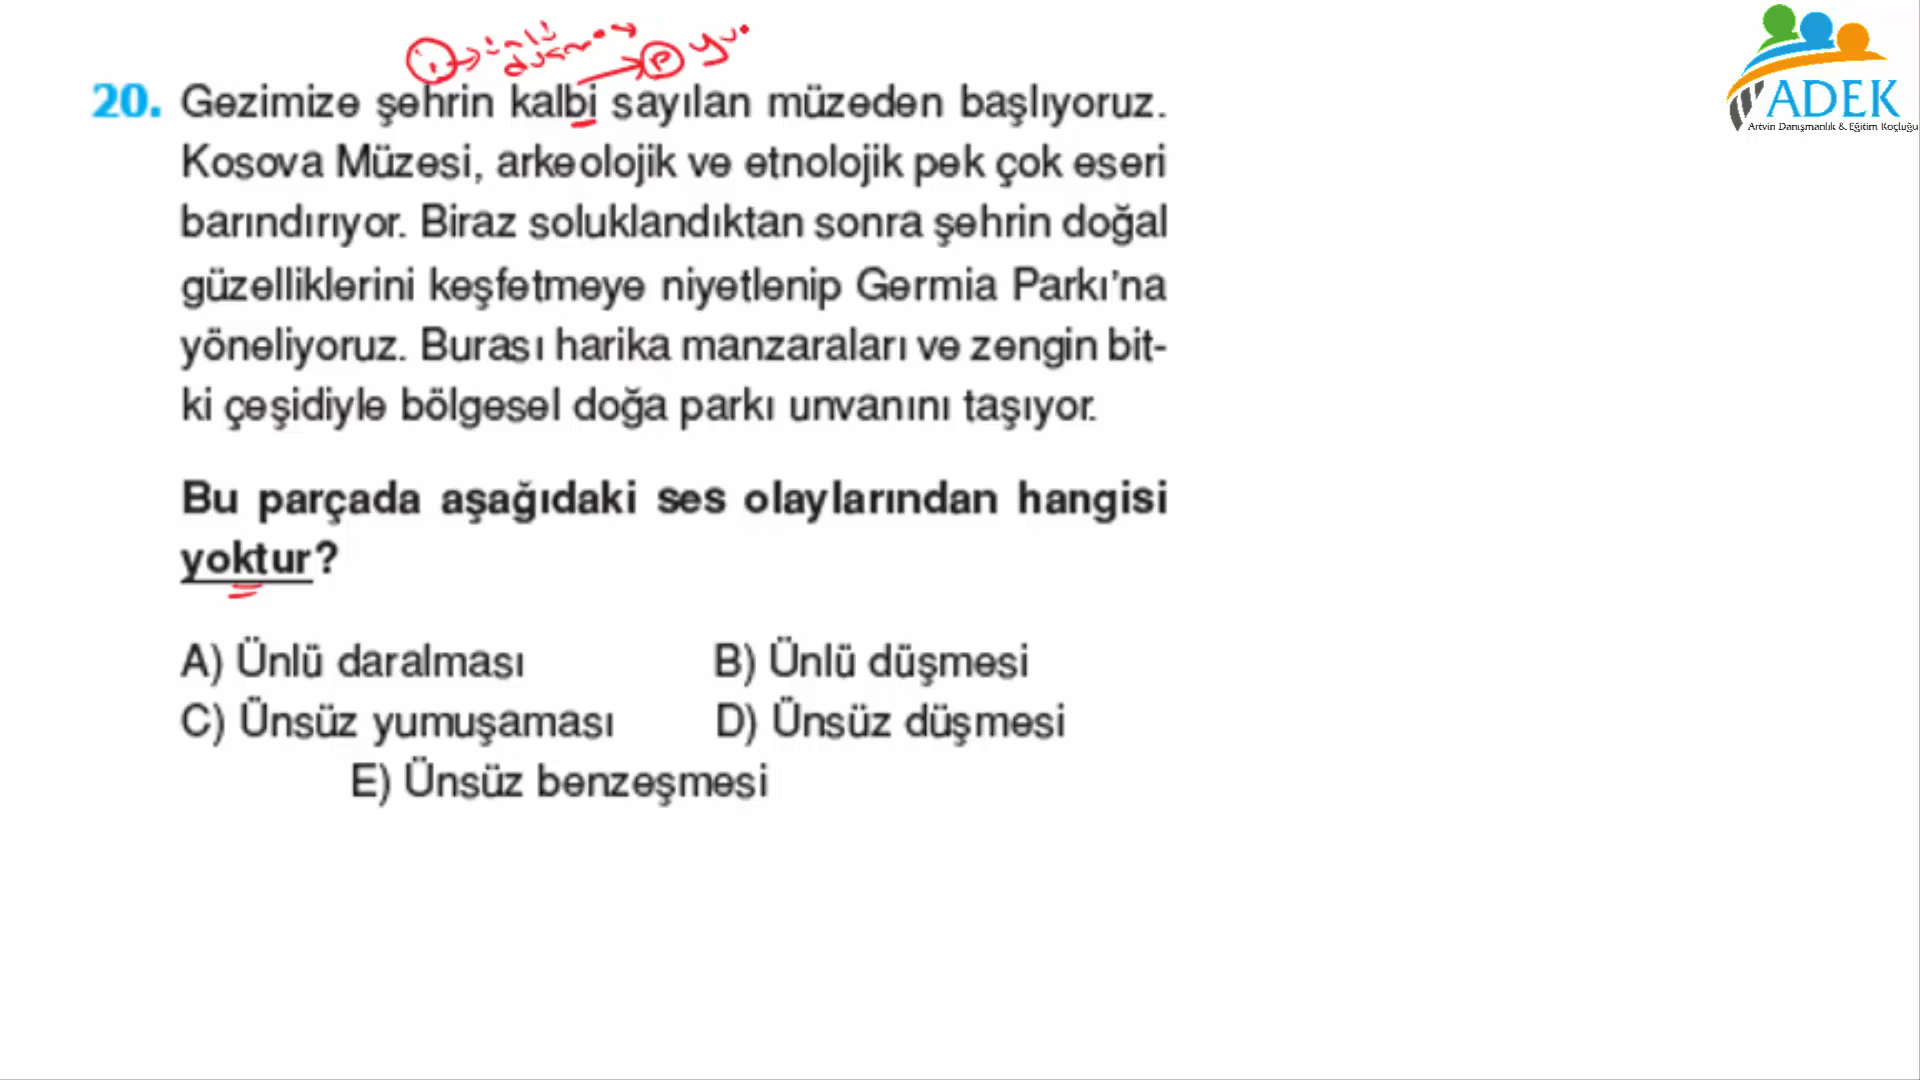 ünlü
düşme
P yu
20. Gezimize şehrin kalbi sayılan müzeden başlıyoruz.
Kosova Müzesi, arkeolojik ve etnolojik pek çok eseri
barındırıyor. Biraz soluklandıktan sonra şehrin doğal
güzelliklerini keşfetmeye niyetlenip Germia Parkı’na
yöneliyoruz. Burası harika manzaraları ve zengin bit-
ki çeşidiyle bölgesel doğa parkı unvanını taşıyor.
Bu parçada aşağıdaki ses olaylarından hangisi
yoktur?
A) Ünlü daralması B) Ünlü düşmesi
C) Ünsüz yumuşaması D) Ünsüz düşmesi
E) Ünsüz benzeşmesi
ADEK
Artvin Danışmanlık & Eğitim Koçluğu